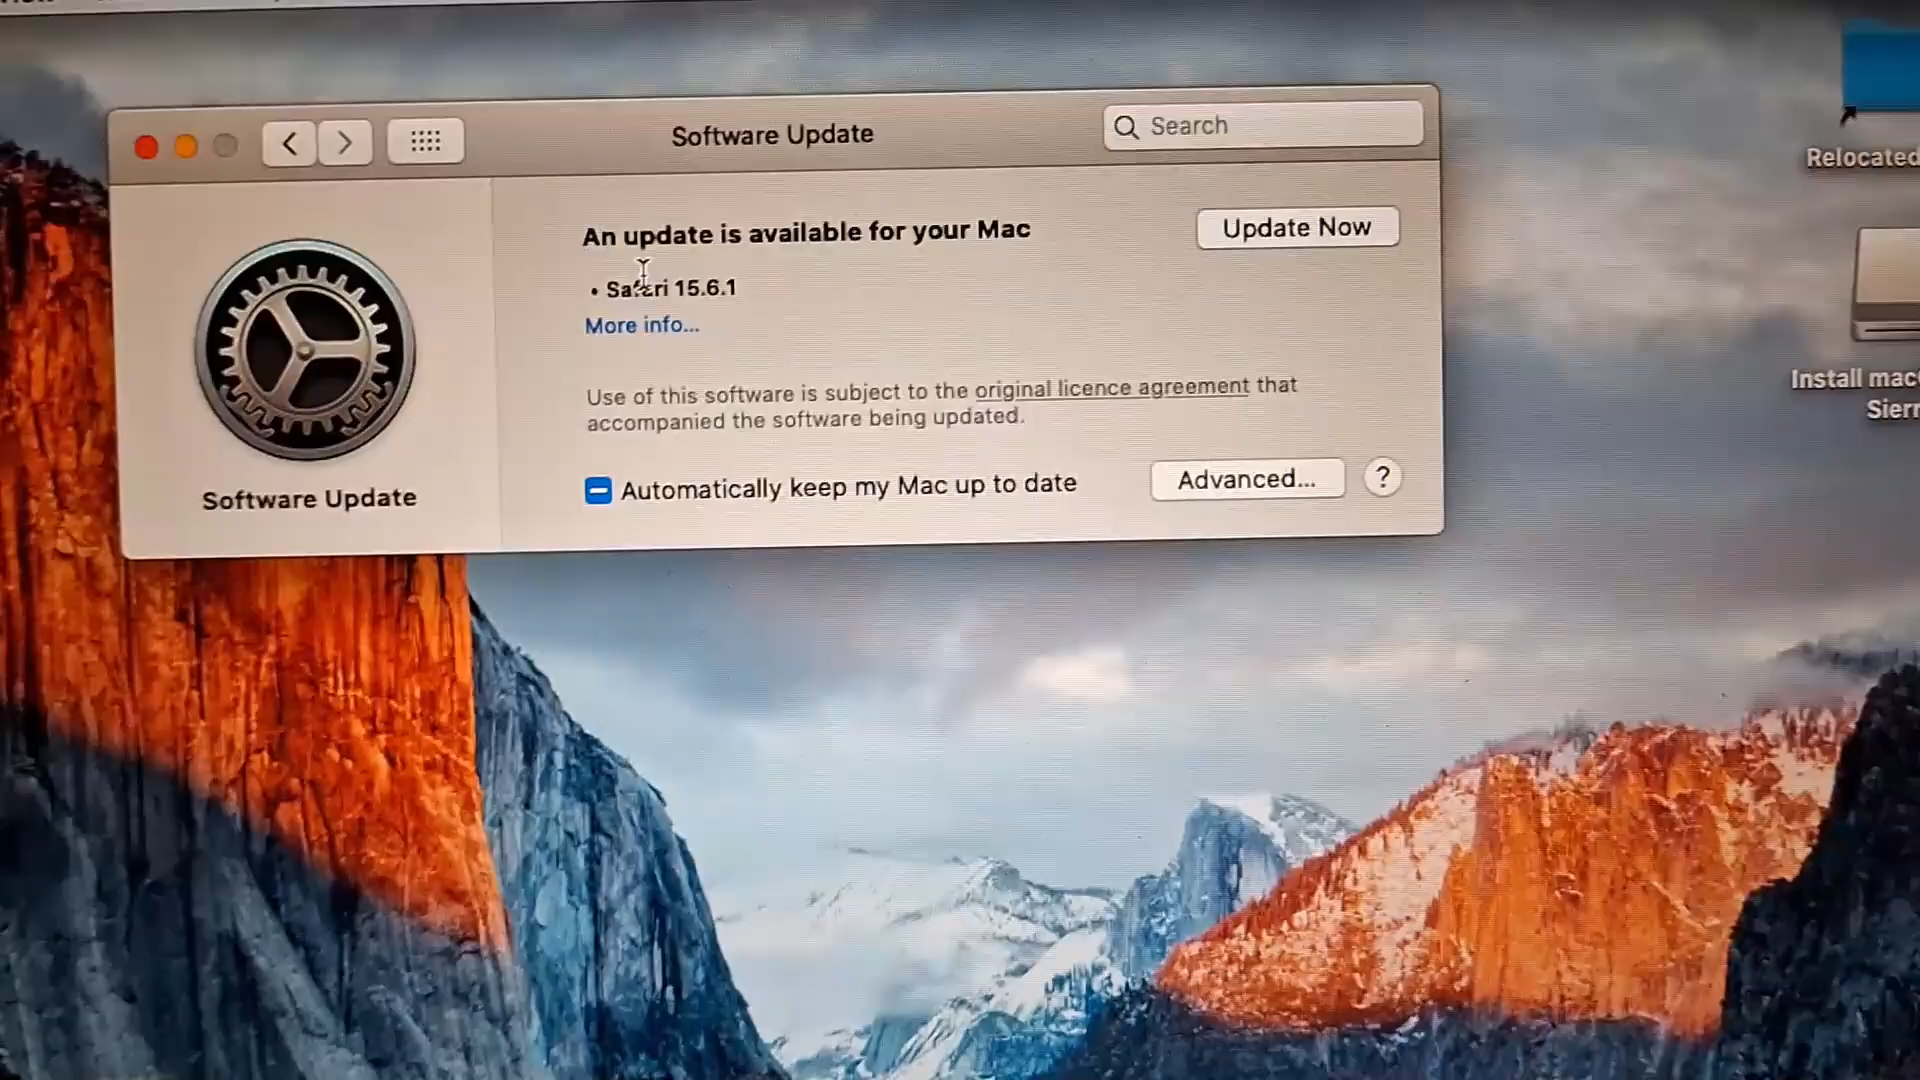 Software Update
Search
An update is available for your Mac
Update Now
• Safari 15.6.1
More info...
Use of this software is subject to the original licence agreement that
accompanied the software being updated.
Software Update
Automatically keep my Mac up to date
Advanced...
?
Relocated
Install